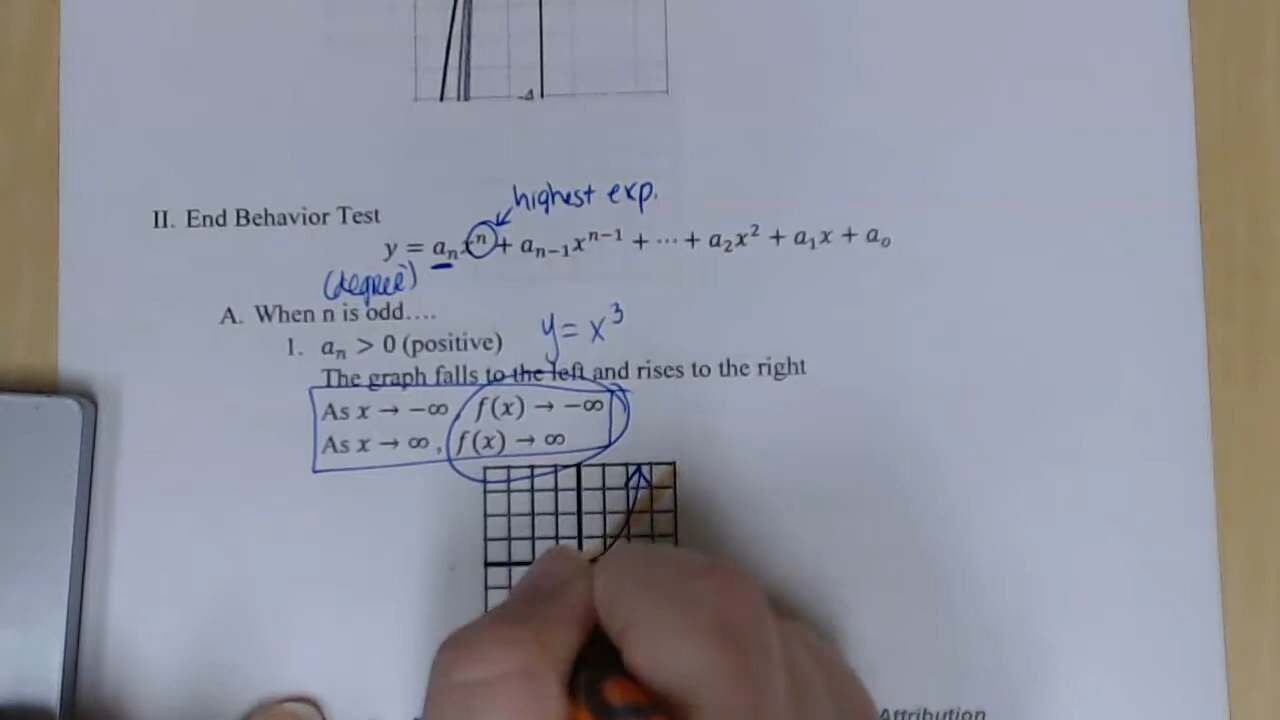 -4
highest exp.
II. End Behavior Test
y = aₙxⁿ + aₙ₋₁xⁿ⁻¹ + ⋯ + a₂x² + a₁x + a₀
(degree)
A. When n is odd….
y = x³
1. aₙ > 0 (positive)
The graph falls to the left and rises to the right
As x → −∞, f(x) → −∞
As x → ∞, f(x) → ∞
Attribution